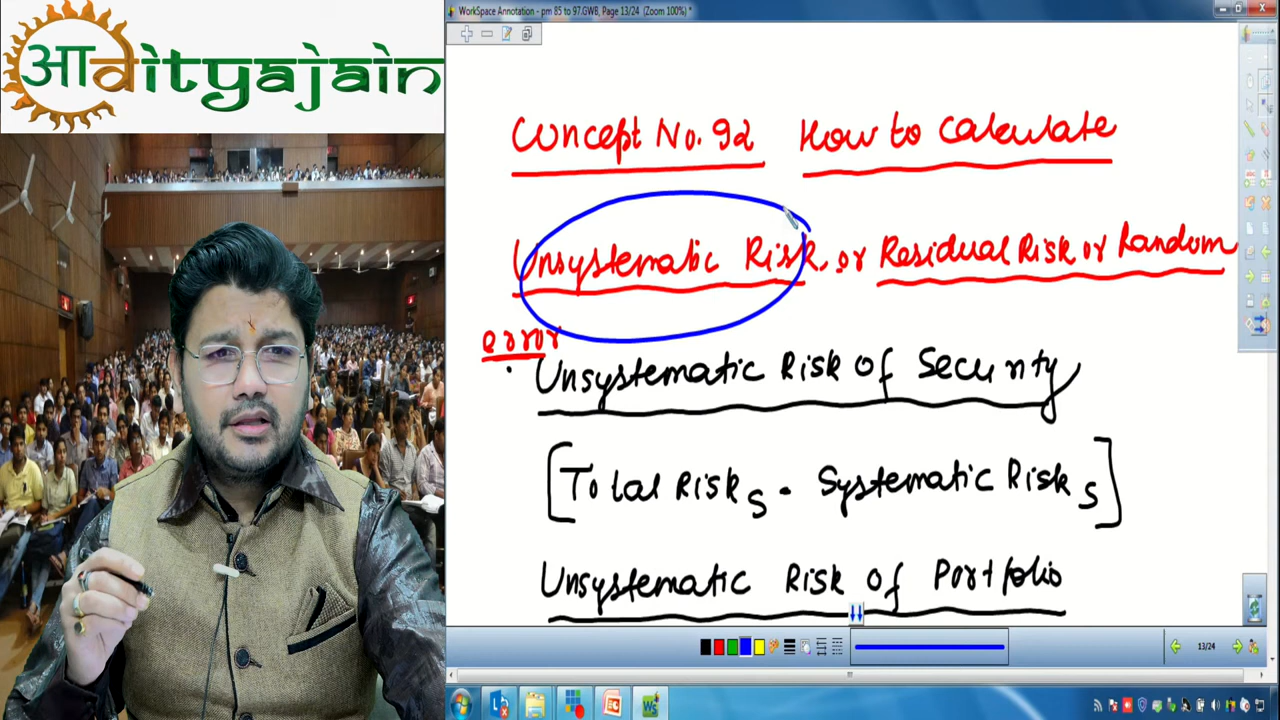 आdityajain
WorkSpace Annotation - pm 85 to 97.GWB, Page 13/24 (Zoom 100%) *
Concept No. 92 How to Calculate
Unsystematic Risk, or Residual Risk or Random
error
Unsystematic Risk of Security
[Total Risk S - Systematic Risk S]
Unsystematic Risk of Portfolio
13/24